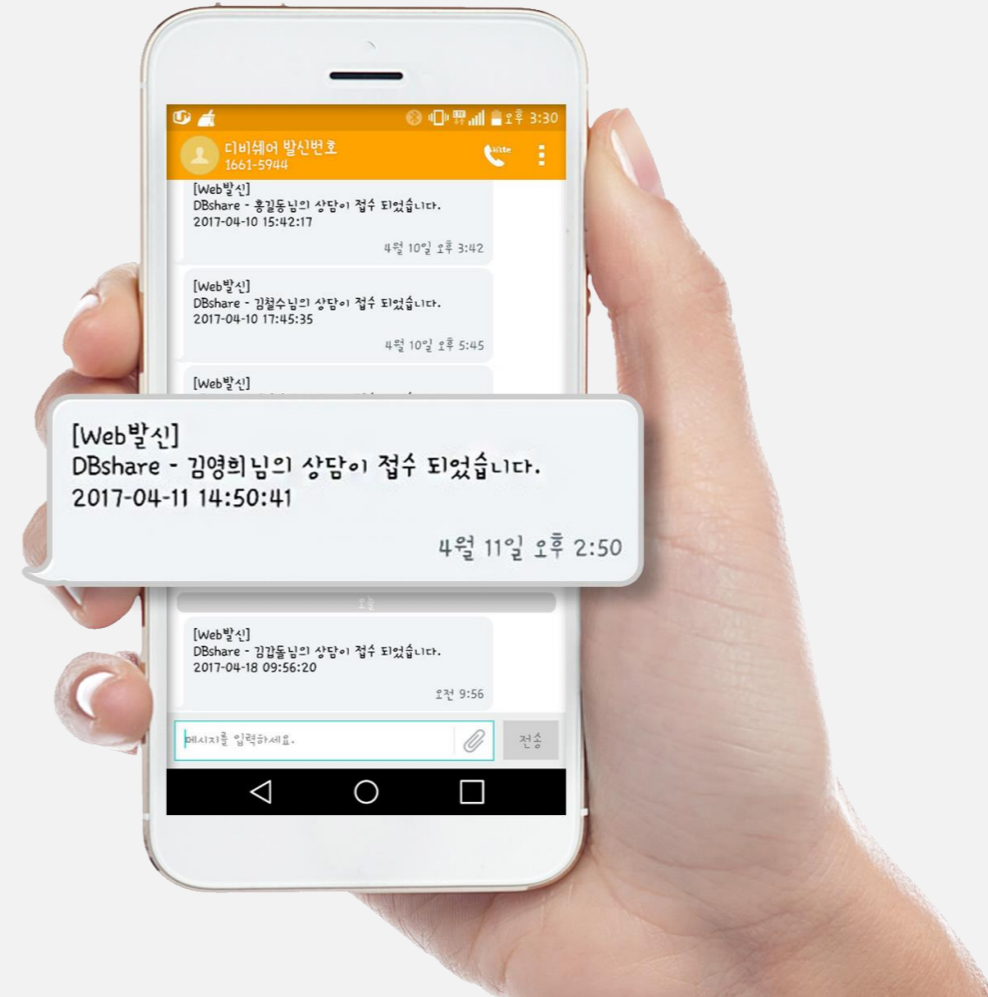 오후 3:30
디비쉐어 발신번호
1661-5944
[Web발신]
DBshare - 홍길동님의 상담이 접수 되었습니다.
2017-04-10 15:42:17
4월 10일 오후 3:42
[Web발신]
DBshare - 김철수님의 상담이 접수 되었습니다.
2017-04-10 17:45:35
4월 10일 오후 5:45
[Web발신]
[Web발신]
DBshare - 김영희님의 상담이 접수 되었습니다.
2017-04-11 14:50:41
4월 11일 오후 2:50
오늘
[Web발신]
DBshare - 김갑돌님의 상담이 접수 되었습니다.
2017-04-18 09:56:20
오전 9:56
메시지를 입력하세요.
전송